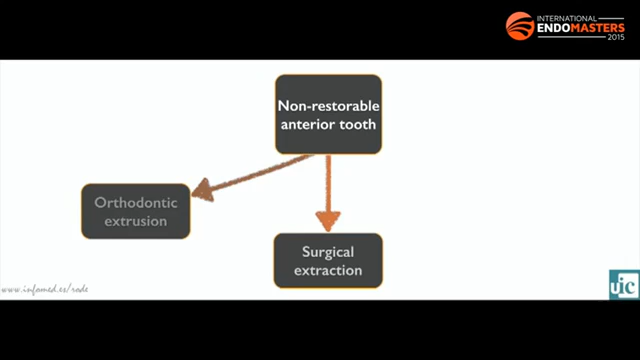 INTERNATIONAL
ENDOMASTERS
2015
Non-restorable
anterior tooth
Orthodontic
extrusion
Surgical
extraction
www.infomed.es/rode
uic